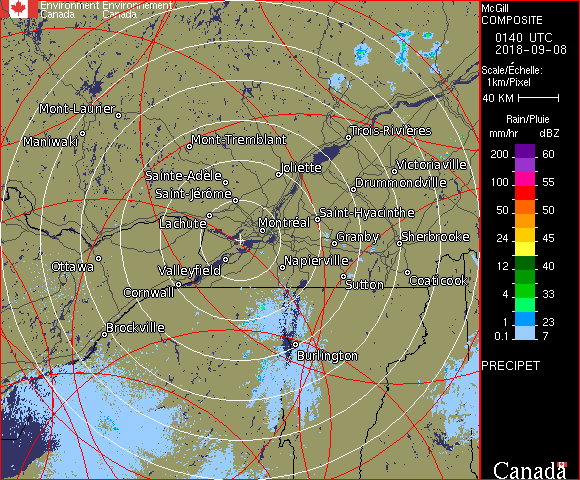 Environment Environnement
Canada Canada
McGill
COMPOSITE
0140 UTC
2018-09-08
Scale/Échelle:
1km/Pixel
40 KM
Rain/Pluie
mm/hr dBZ
200 60
150 57
100 55
50 50
24 45
12 40
4 33
1 23
0.1 7
PRECIPET
Canada
Mont-Laurier
Maniwaki
Mont-Tremblant
Trois-Rivières
Sainte-Adèle
Joliette
Victoriaville
Saint-Jérôme
Drummondville
Lachute
Montréal
Saint-Hyacinthe
Granby
Sherbrooke
Ottawa
Valleyfield
Napierville
Cornwall
Sutton
Coaticook
Brockville
Burlington